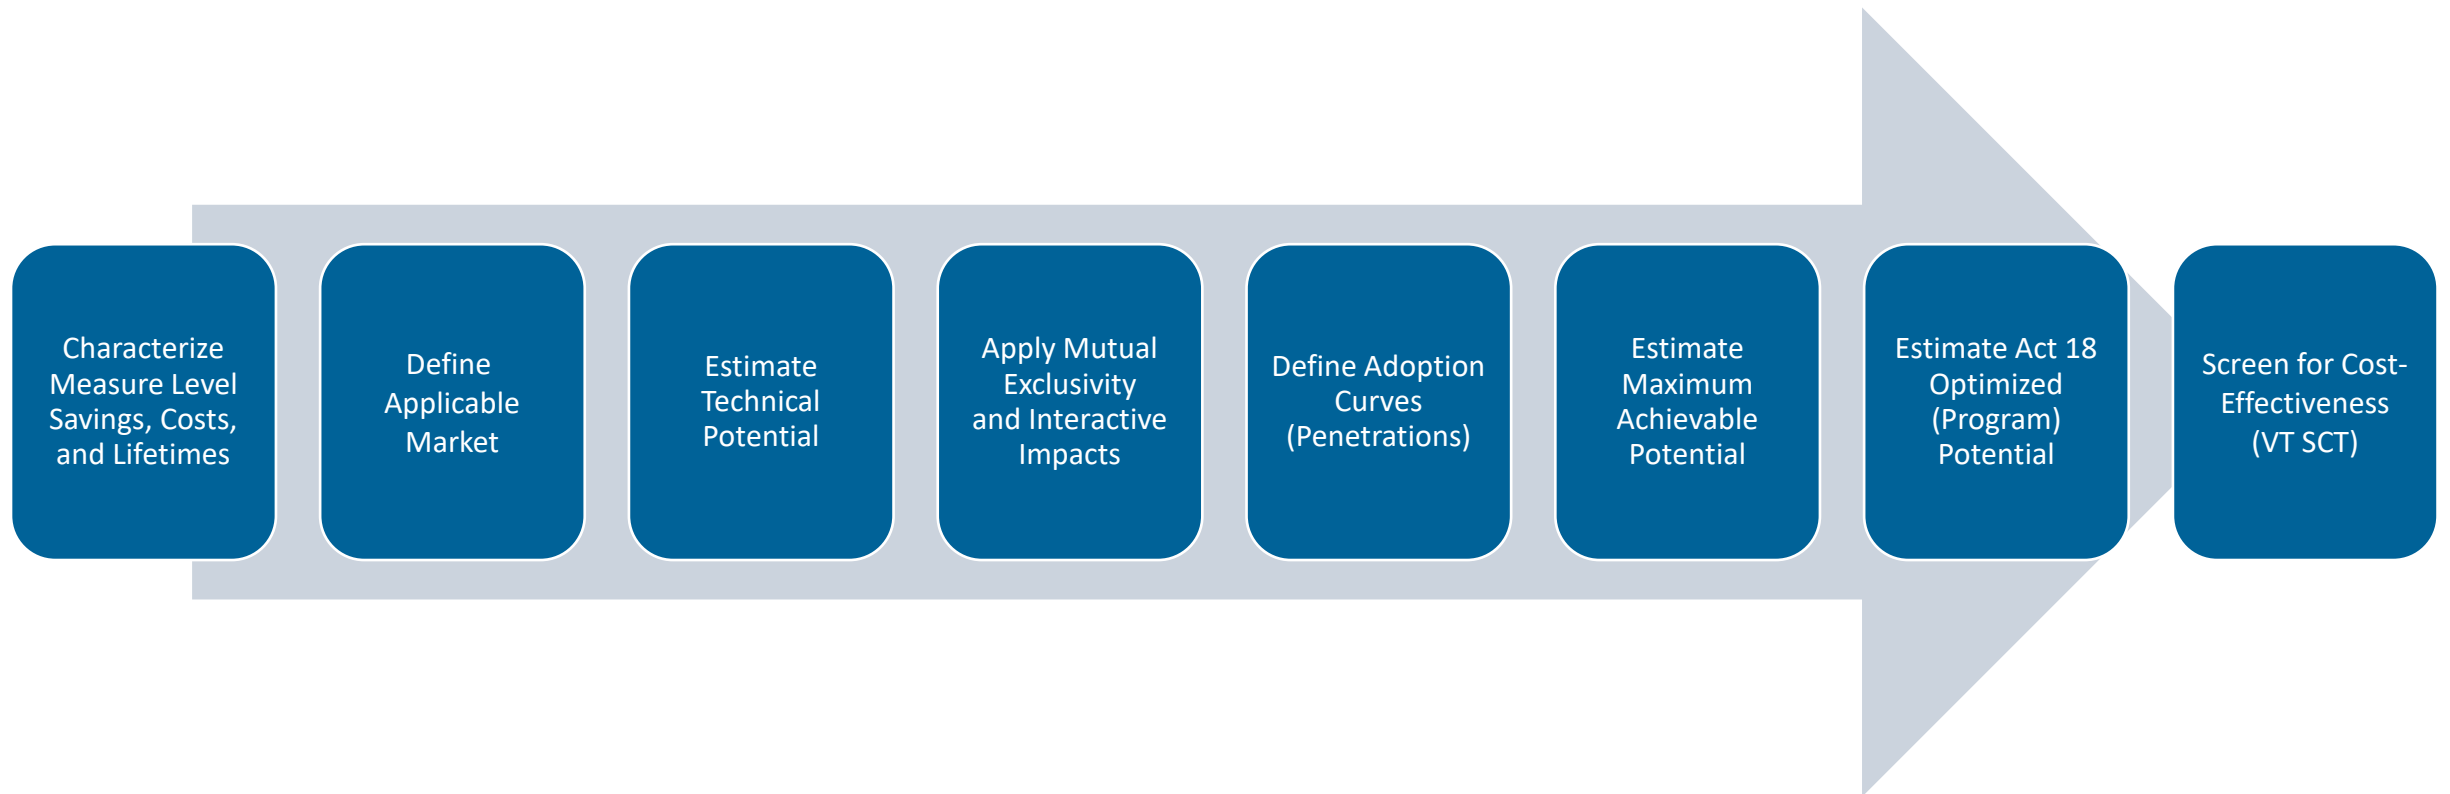 Characterize
Measure Level
Savings, Costs,
and Lifetimes
Define
Applicable
Market
Estimate
Technical
Potential
Apply Mutual
Exclusivity
and Interactive
Impacts
Define Adoption
Curves
(Penetrations)
Estimate
Maximum
Achievable
Potential
Estimate Act 18
Optimized
(Program)
Potential
Screen for Cost-
Effectiveness
(VT SCT)